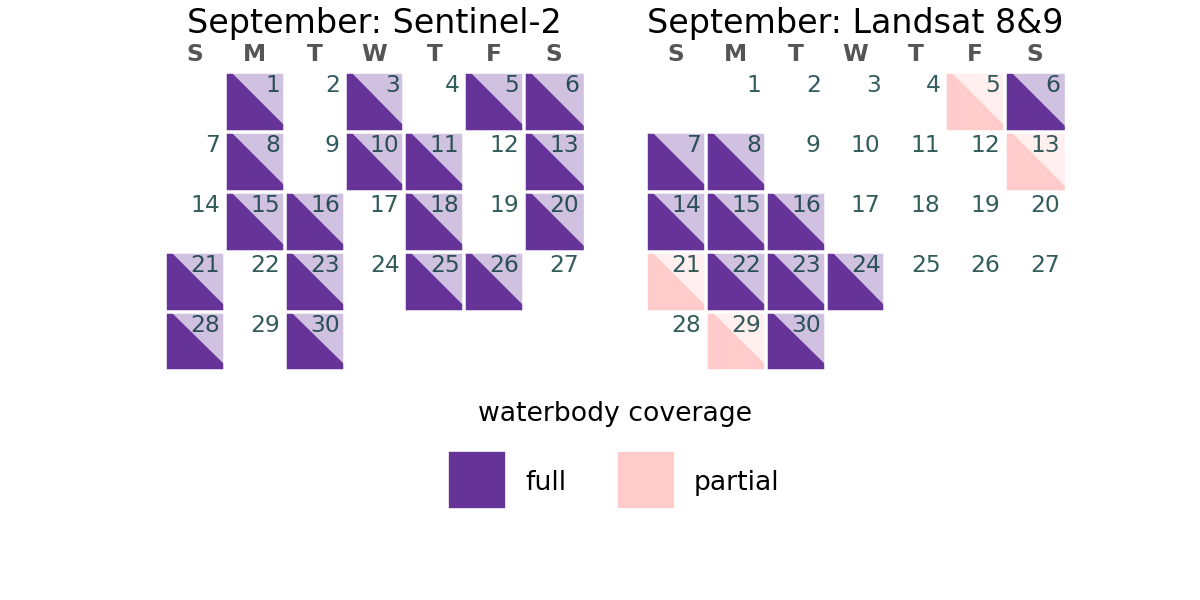 September: Sentinel-2
S M T W T F S
1 2 3 4 5 6
7 8 9 10 11 12 13
14 15 16 17 18 19 20
21 22 23 24 25 26 27
28 29 30
September: Landsat 8&9
S M T W T F S
1 2 3 4 5 6
7 8 9 10 11 12 13
14 15 16 17 18 19 20
21 22 23 24 25 26 27
28 29 30
waterbody coverage
full partial